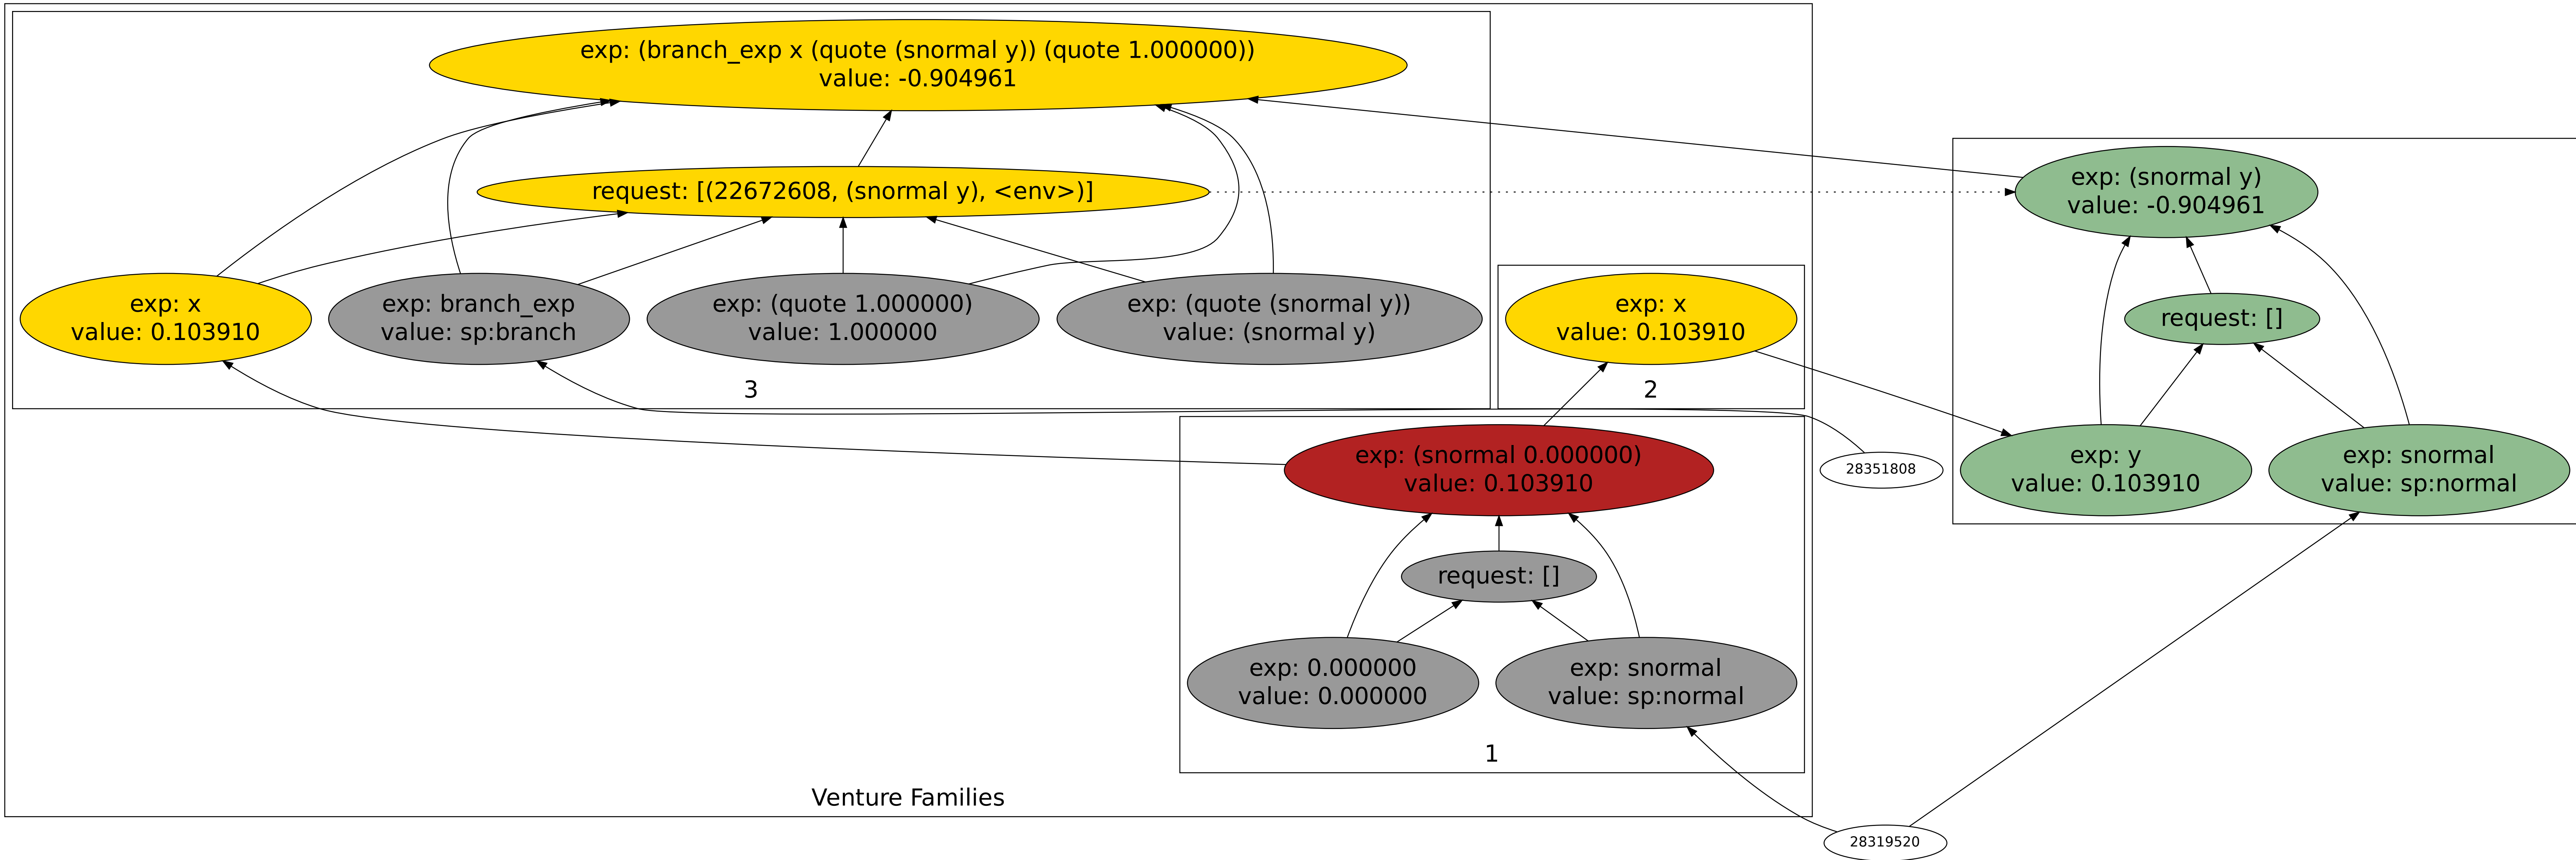 exp: (branch_exp x (quote (snormal y)) (quote 1.000000))
value: -0.904961
request: [(22672608, (snormal y), <env>)]
exp: x
value: 0.103910
exp: branch_exp
value: sp:branch
exp: (quote 1.000000)
value: 1.000000
exp: (quote (snormal y))
value: (snormal y)
3
exp: x
value: 0.103910
2
exp: (snormal y)
value: -0.904961
request: []
exp: y
value: 0.103910
exp: snormal
value: sp:normal
exp: (snormal 0.000000)
value: 0.103910
28351808
request: []
exp: 0.000000
value: 0.000000
exp: snormal
value: sp:normal
1
Venture Families
28319520